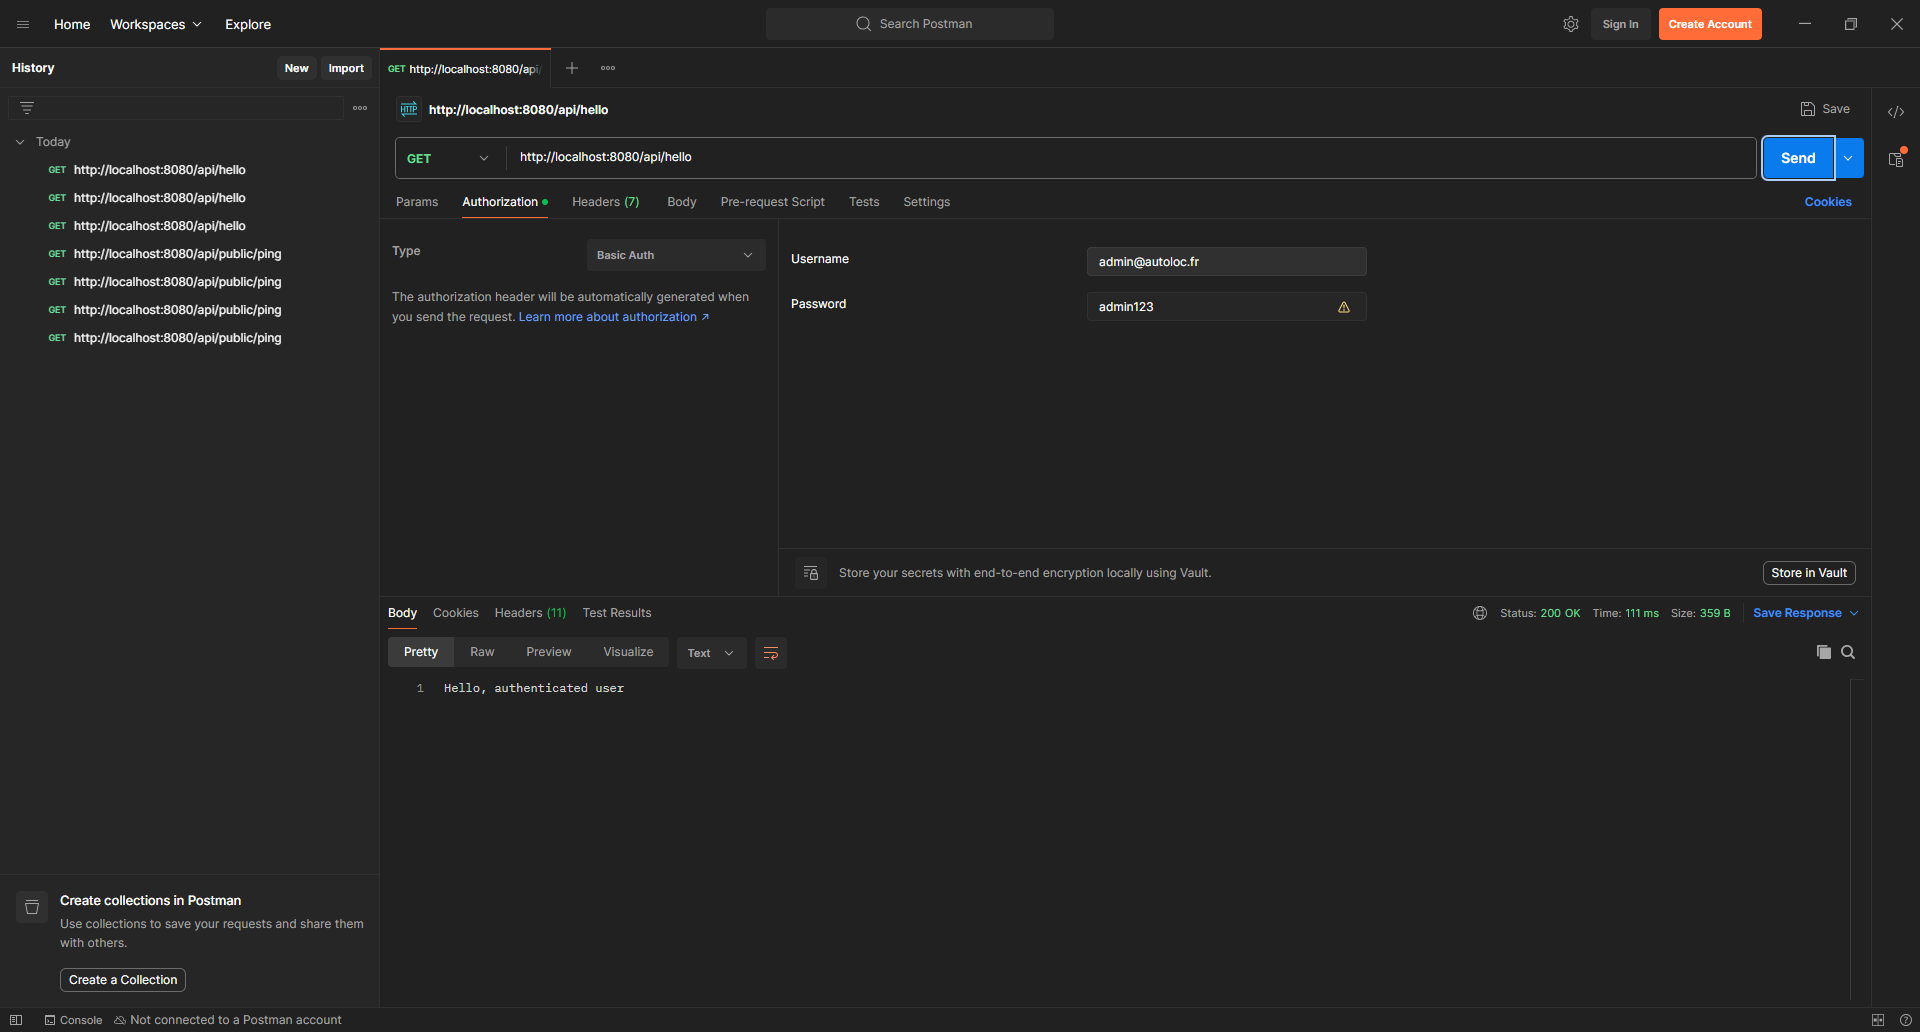 Home Workspaces Explore
Search Postman
Sign In Create Account
History New Import
Today
GET http://localhost:8080/api/hello
GET http://localhost:8080/api/hello
GET http://localhost:8080/api/hello
GET http://localhost:8080/api/public/ping
GET http://localhost:8080/api/public/ping
GET http://localhost:8080/api/public/ping
GET http://localhost:8080/api/public/ping
Create collections in Postman
Use collections to save your requests and share them
with others.
Create a Collection
GET http://localhost:8080/api/
HTTP http://localhost:8080/api/hello Save
GET http://localhost:8080/api/hello Send
Params Authorization Headers (7) Body Pre-request Script Tests Settings Cookies
Type Basic Auth
The authorization header will be automatically generated when
you send the request. Learn more about authorization ↗
Username admin@autoloc.fr
Password admin123
Store your secrets with end-to-end encryption locally using Vault. Store in Vault
Body Cookies Headers (11) Test Results Status: 200 OK Time: 111 ms Size: 359 B Save Response
Pretty Raw Preview Visualize Text
1 Hello, authenticated user
Console Not connected to a Postman account